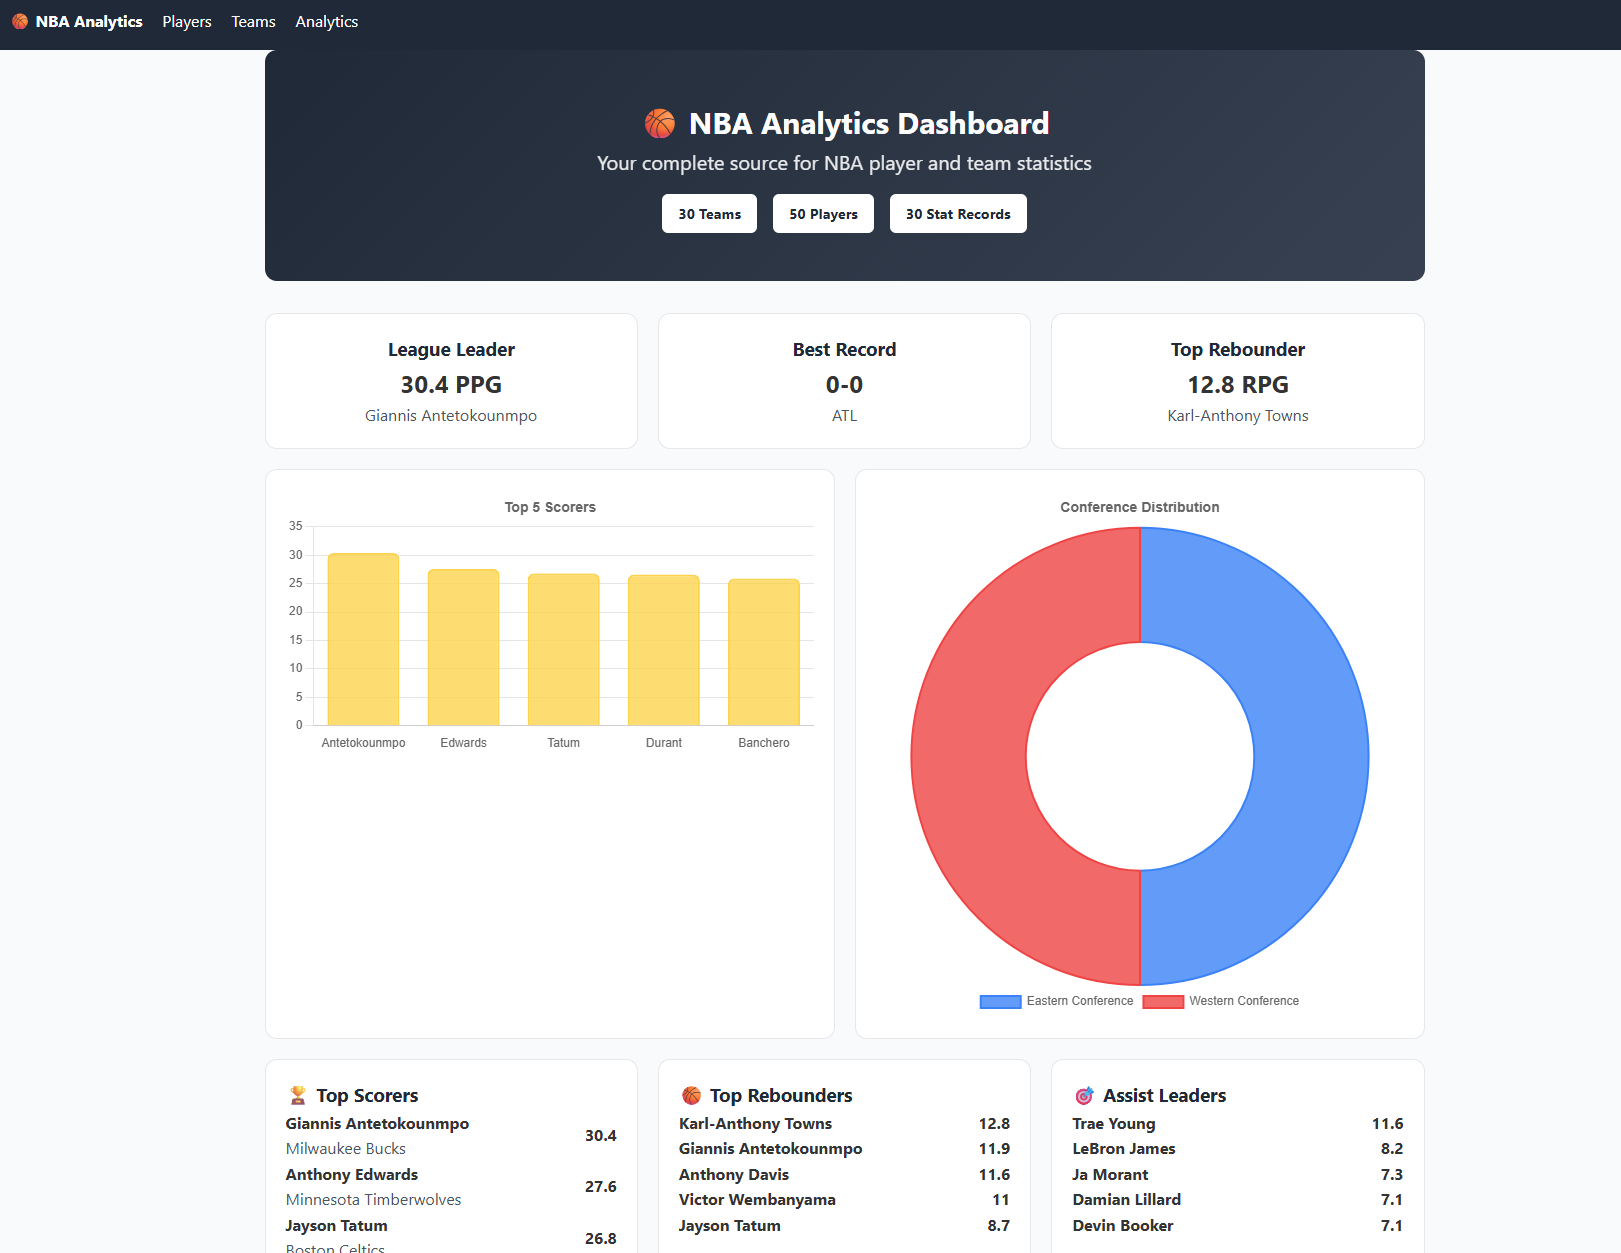 NBA Analytics Players Teams Analytics
NBA Analytics Dashboard
Your complete source for NBA player and team statistics
30 Teams 50 Players 30 Stat Records
League Leader
30.4 PPG
Giannis Antetokounmpo
Best Record
0-0
ATL
Top Rebounder
12.8 RPG
Karl-Anthony Towns
Top 5 Scorers
35
30
25
20
15
10
5
0
Antetokounmpo Edwards Tatum Durant Banchero
Conference Distribution
Eastern Conference Western Conference
Top Scorers
Giannis Antetokounmpo
Milwaukee Bucks
30.4
Anthony Edwards
Minnesota Timberwolves
27.6
Jayson Tatum
Boston Celtics
26.8
Top Rebounders
Karl-Anthony Towns 12.8
Giannis Antetokounmpo 11.9
Anthony Davis 11.6
Victor Wembanyama 11
Jayson Tatum 8.7
Assist Leaders
Trae Young 11.6
LeBron James 8.2
Ja Morant 7.3
Damian Lillard 7.1
Devin Booker 7.1